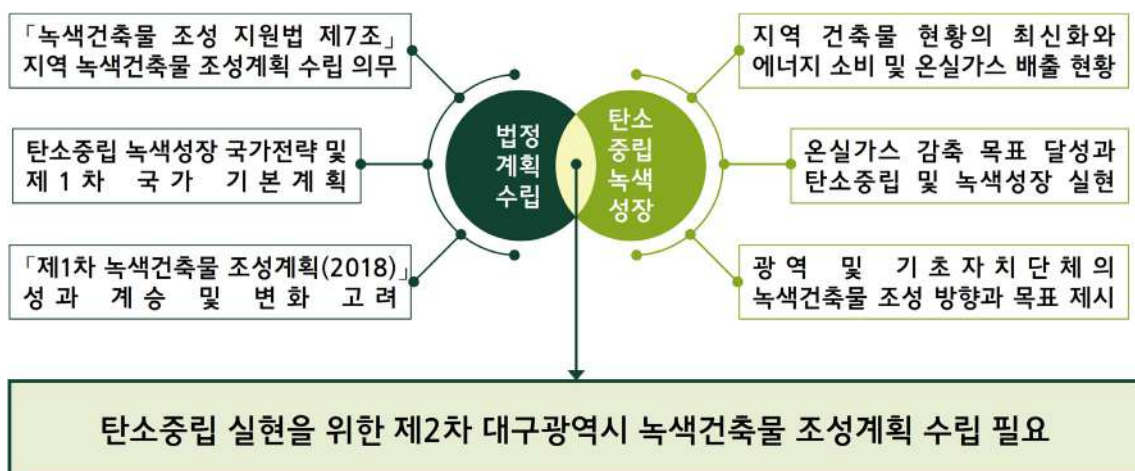 「녹색건축물 조성 지원법 제7조」
지역 녹색건축물 조성계획 수립 의무
탄소중립 녹색성장 국가전략 및
제 1 차 국가 기본계획
「제1차 녹색건축물 조성계획(2018)」
성과 계승 및 변화 고려
법정
계획
수립
탄소
중립
녹색
성장
지역 건축물 현황의 최신화와
에너지 소비 및 온실가스 배출 현황
온실가스 감축 목표 달성과
탄소중립 및 녹색성장 실현
광역 및 기초자치단체의
녹색건축물 조성 방향과 목표 제시
탄소중립 실현을 위한 제2차 대구광역시 녹색건축물 조성계획 수립 필요